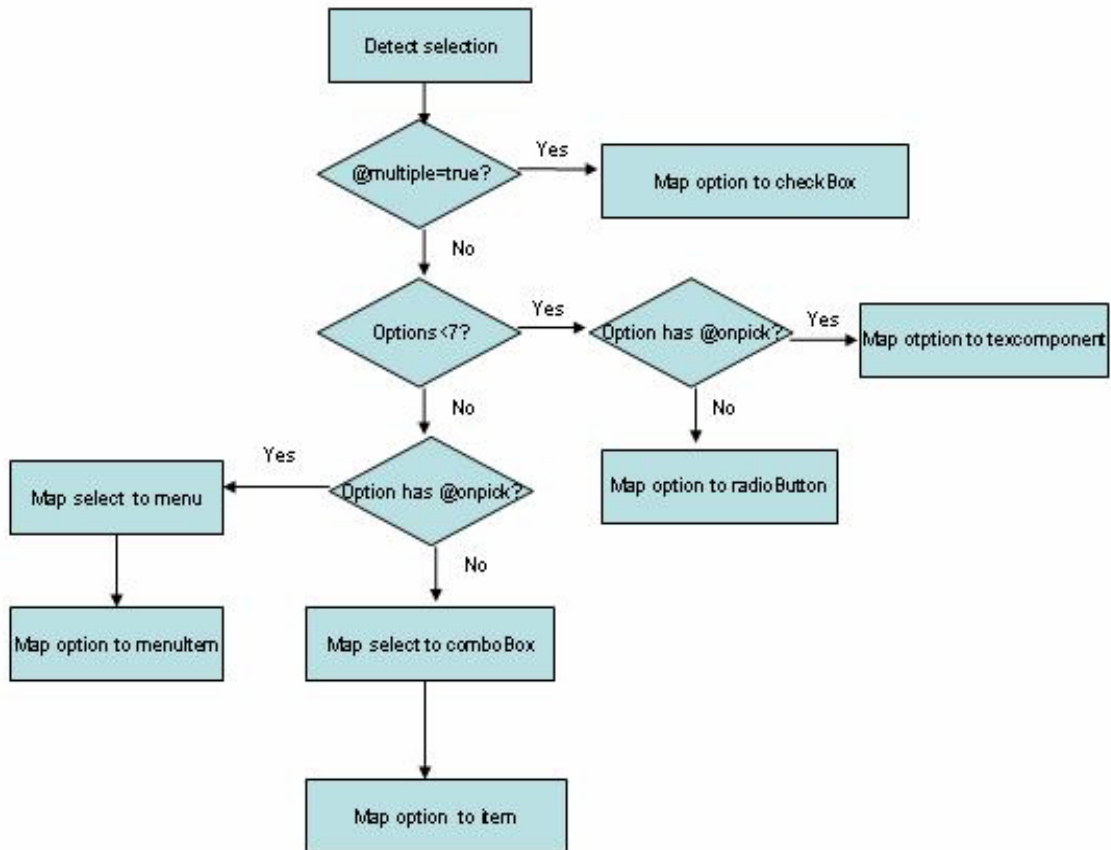 Detect selection
@multiple=true?
Yes
Map option to checkBox
No
Options<7?
Yes
Option has @onpick?
Yes
Map otption to texcomponent
No
No
Map option to radioButton
Option has @onpick?
Yes
Map select to menu
No
Map option to menuItem
Map select to comboBox
Map option to item